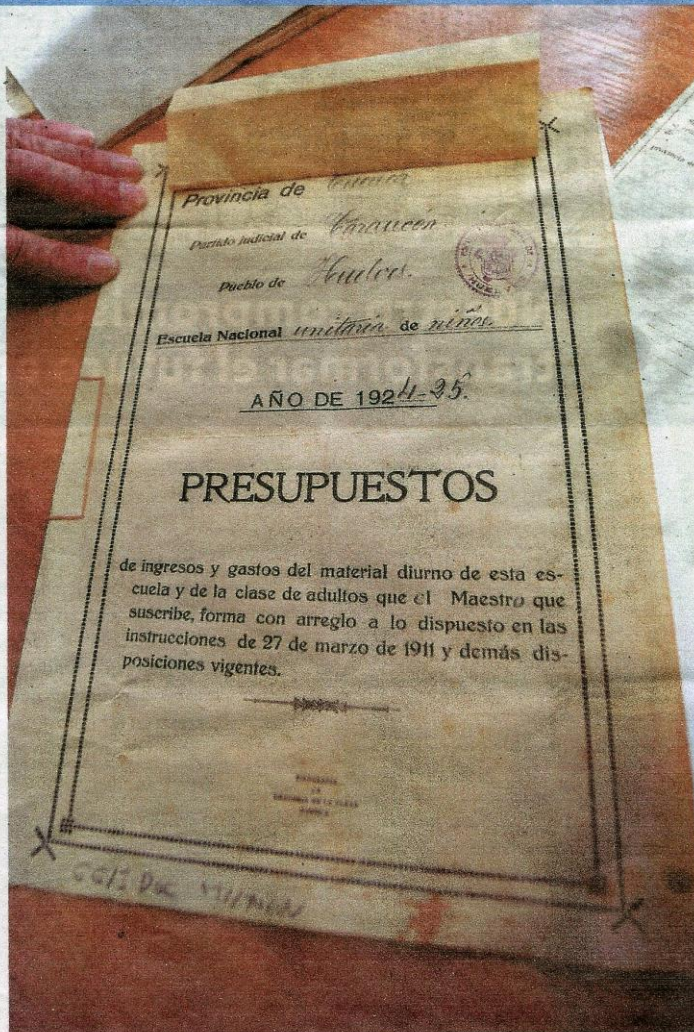 Provincia de Cuenca
Partido judicial de Tarancón
Pueblo de Huelves.
Escuela Nacional unitaria de niños.
AÑO DE 1924-25.
PRESUPUESTOS
de ingresos y gastos del material diurno de esta es-
cuela y de la clase de adultos que el Maestro que
suscribe, forma con arreglo a lo dispuesto en las
instrucciones de 27 de marzo de 1911 y demás dis-
posiciones vigentes.